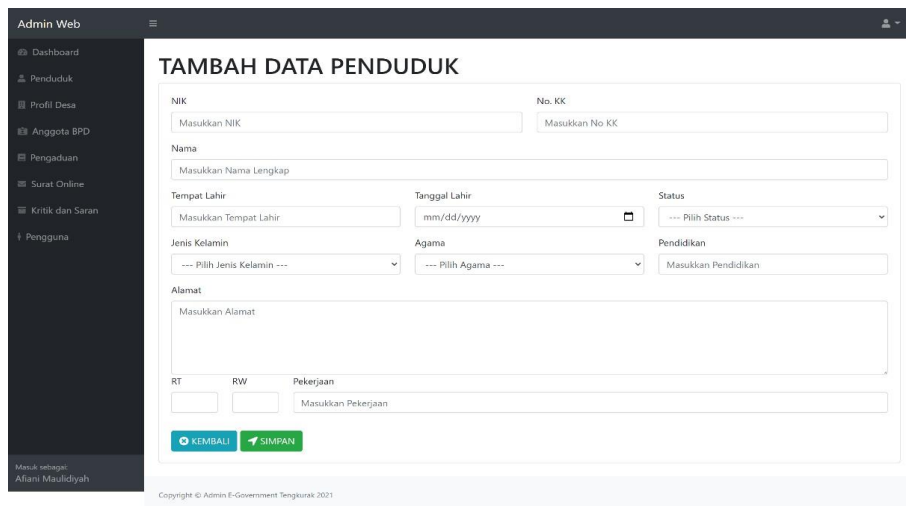 Admin Web
Dashboard
Penduduk
Profil Desa
Anggota BPD
Pengaduan
Surat Online
Kritik dan Saran
Pengguna
Masuk sebagai:
Afiani Maulidiyah
TAMBAH DATA PENDUDUK
NIK No. KK
Masukkan NIK Masukkan No KK
Nama
Masukkan Nama Lengkap
Tempat Lahir Tanggal Lahir Status
Masukkan Tempat Lahir mm/dd/yyyy --- Pilih Status ---
Jenis Kelamin Agama Pendidikan
--- Pilih Jenis Kelamin --- --- Pilih Agama --- Masukkan Pendidikan
Alamat
Masukkan Alamat
RT RW Pekerjaan
Masukkan Pekerjaan
KEMBALI SIMPAN
Copyright © Admin E-Government Tengkurak 2021